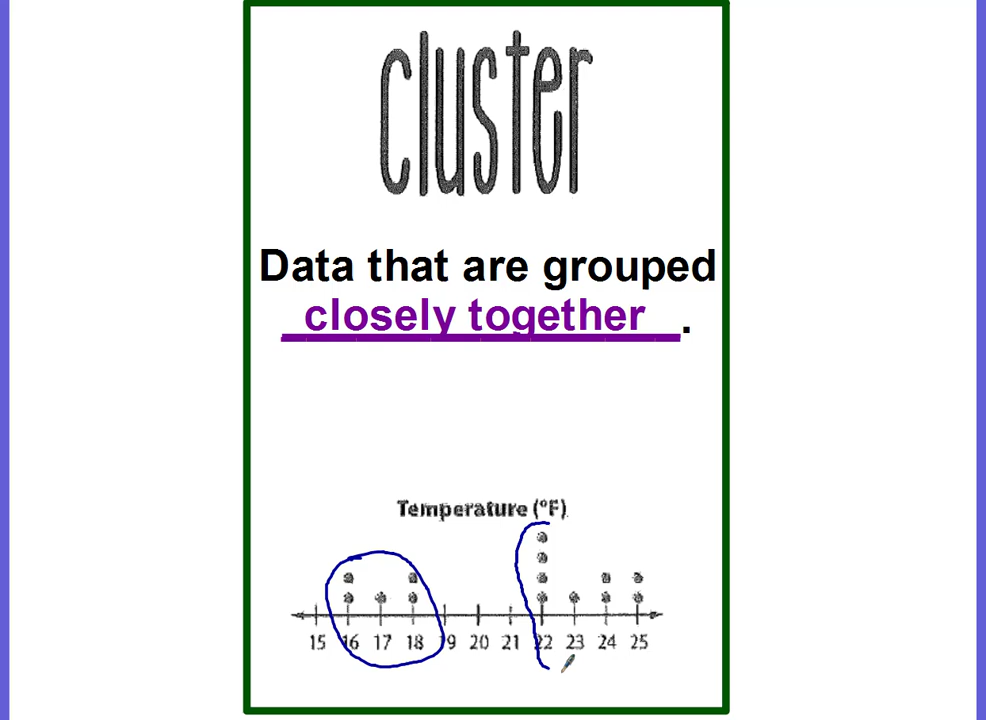 cluster
Data that are grouped
closely together.
Temperature (°F)
15 16 17 18 19 20 21 22 23 24 25